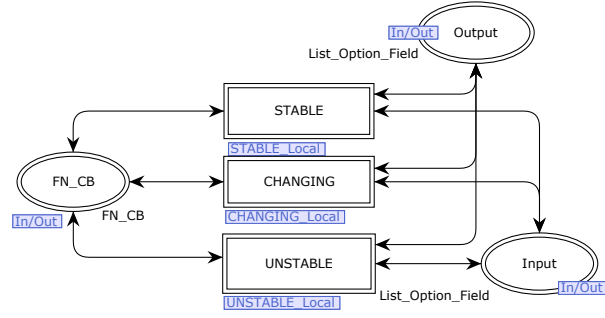 Output
In/Out
List_Option_Field
STABLE
STABLE_Local
FN_CB
In/Out
FN_CB
CHANGING
CHANGING_Local
UNSTABLE
UNSTABLE_Local
Input
In/Out
List_Option_Field